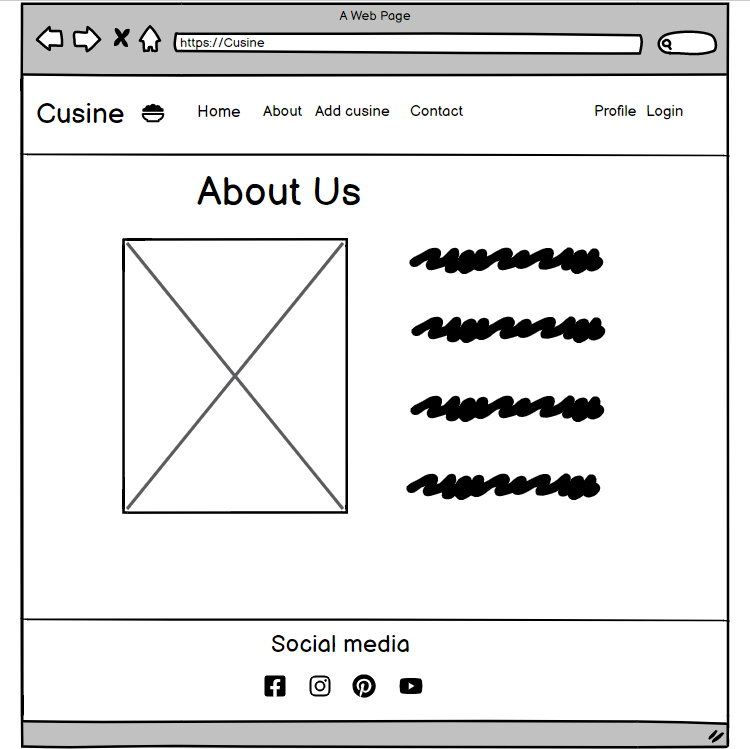 A Web Page
https://Cusine
Cusine Home About Add cusine Contact Profile Login
About Us
Social media